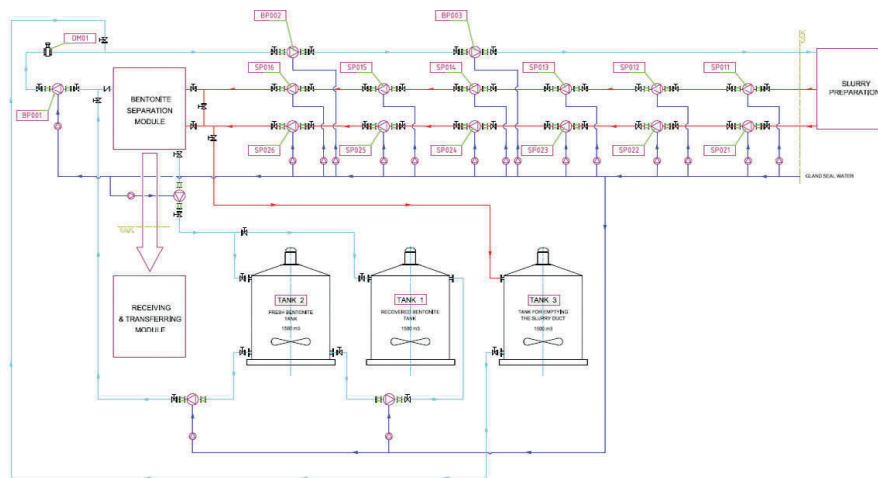 BP002
BP003
DM01
SP016
SP015
SP014
SP013
SP012
SP011
SLURRY
PREPARATION
BENTONITE
SEPARATION
MODULE
BP001
SP026
SP025
SP024
SP023
SP022
SP021
GLAND SEAL WATER
RECEIVING
& TRANSFERRING
MODULE
TANK 2
FRESH BENTONITE
TANK
1500 m3
TANK 1
RECOVERED BENTONITE
TANK
1500 m3
TANK 3
TANK FOR EMPTYING
THE SLURRY DUCT